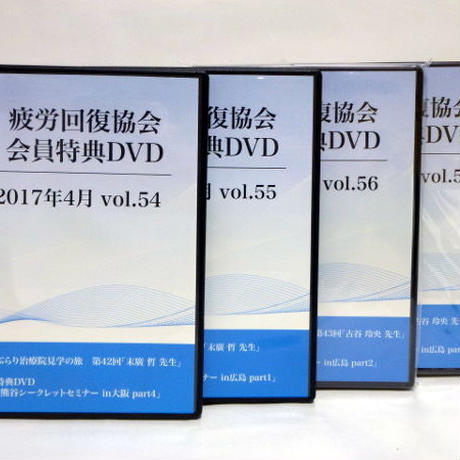 疲労回復協会
会員特典DVD
2017年4月 vol.54
ぶらり治療院見学の旅 第42回「末廣 哲 先生」
特典DVD
熊谷シークレットセミナー in大阪 part4」
復協会
典DVD
月 vol.55
「末廣 哲 先生」
ナー in広島 part1」
復協会
典DVD
vol.56
第43回「古谷 玲央 先生」
ー in広島 part2」
復協
典DV
vol.5
古谷 玲央 先
in広島